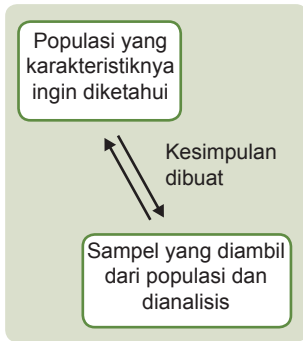 Populasi yang
karakteristiknya
ingin diketahui
Kesimpulan
dibuat
Sampel yang diambil
dari populasi dan
dianalisis